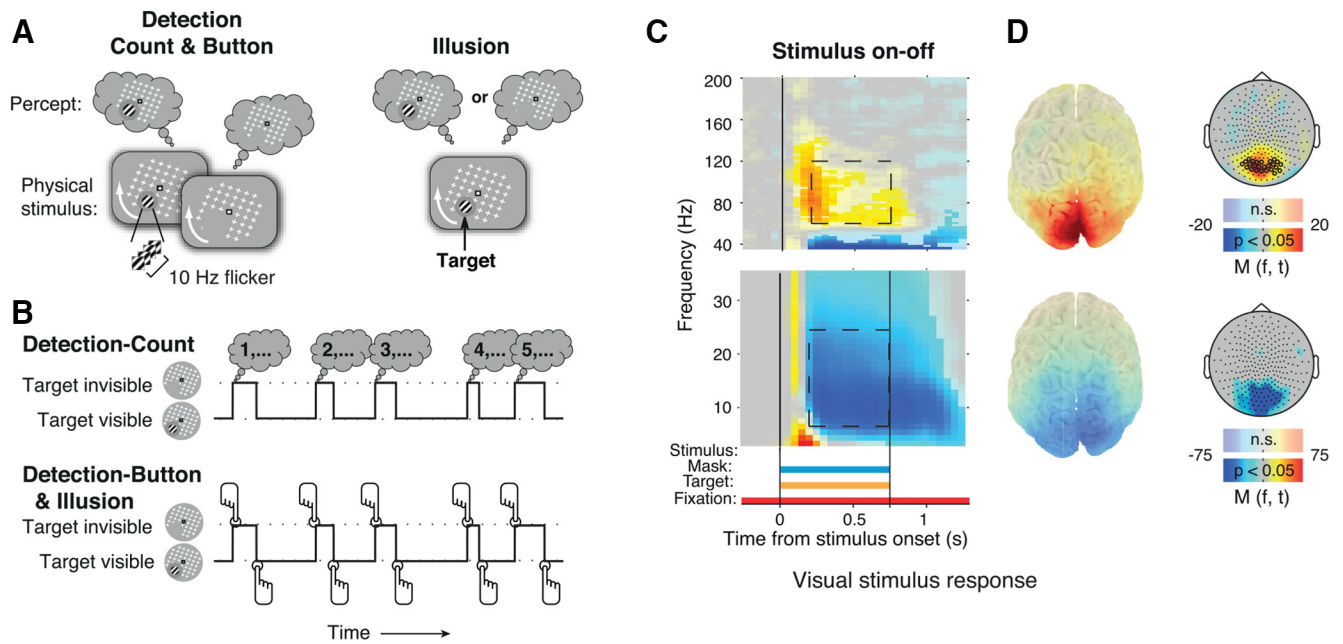 A
Detection
Count & Button
Illusion
Percept:
or
Physical
stimulus:
10 Hz flicker
Target
B
Detection-Count
1,... 2,... 3,... 4,... 5,...
Target invisible
Target visible
Detection-Button
& Illusion
Target invisible
Target visible
Time
C
Stimulus on-off
200
160
120
80
40
Frequency (Hz)
30
20
10
Stimulus:
Mask:
Target:
Fixation:
0 0.5 1
Time from stimulus onset (s)
Visual stimulus response
D
n.s.
-20 20
p < 0.05
M (f, t)
n.s.
-75 75
p < 0.05
M (f, t)